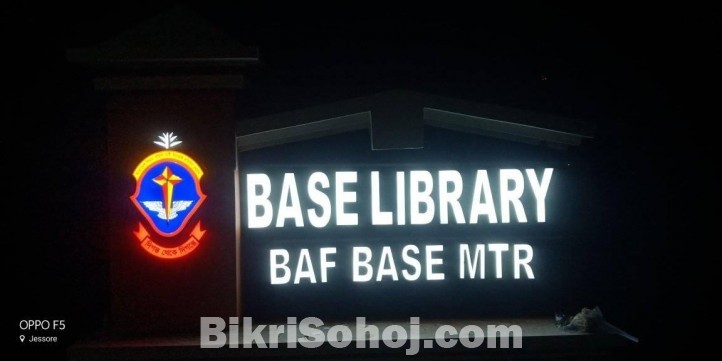 BASE LIBRARY
BAF BASE MTR
OPPO F5
Jessore
BikriSohoj.com